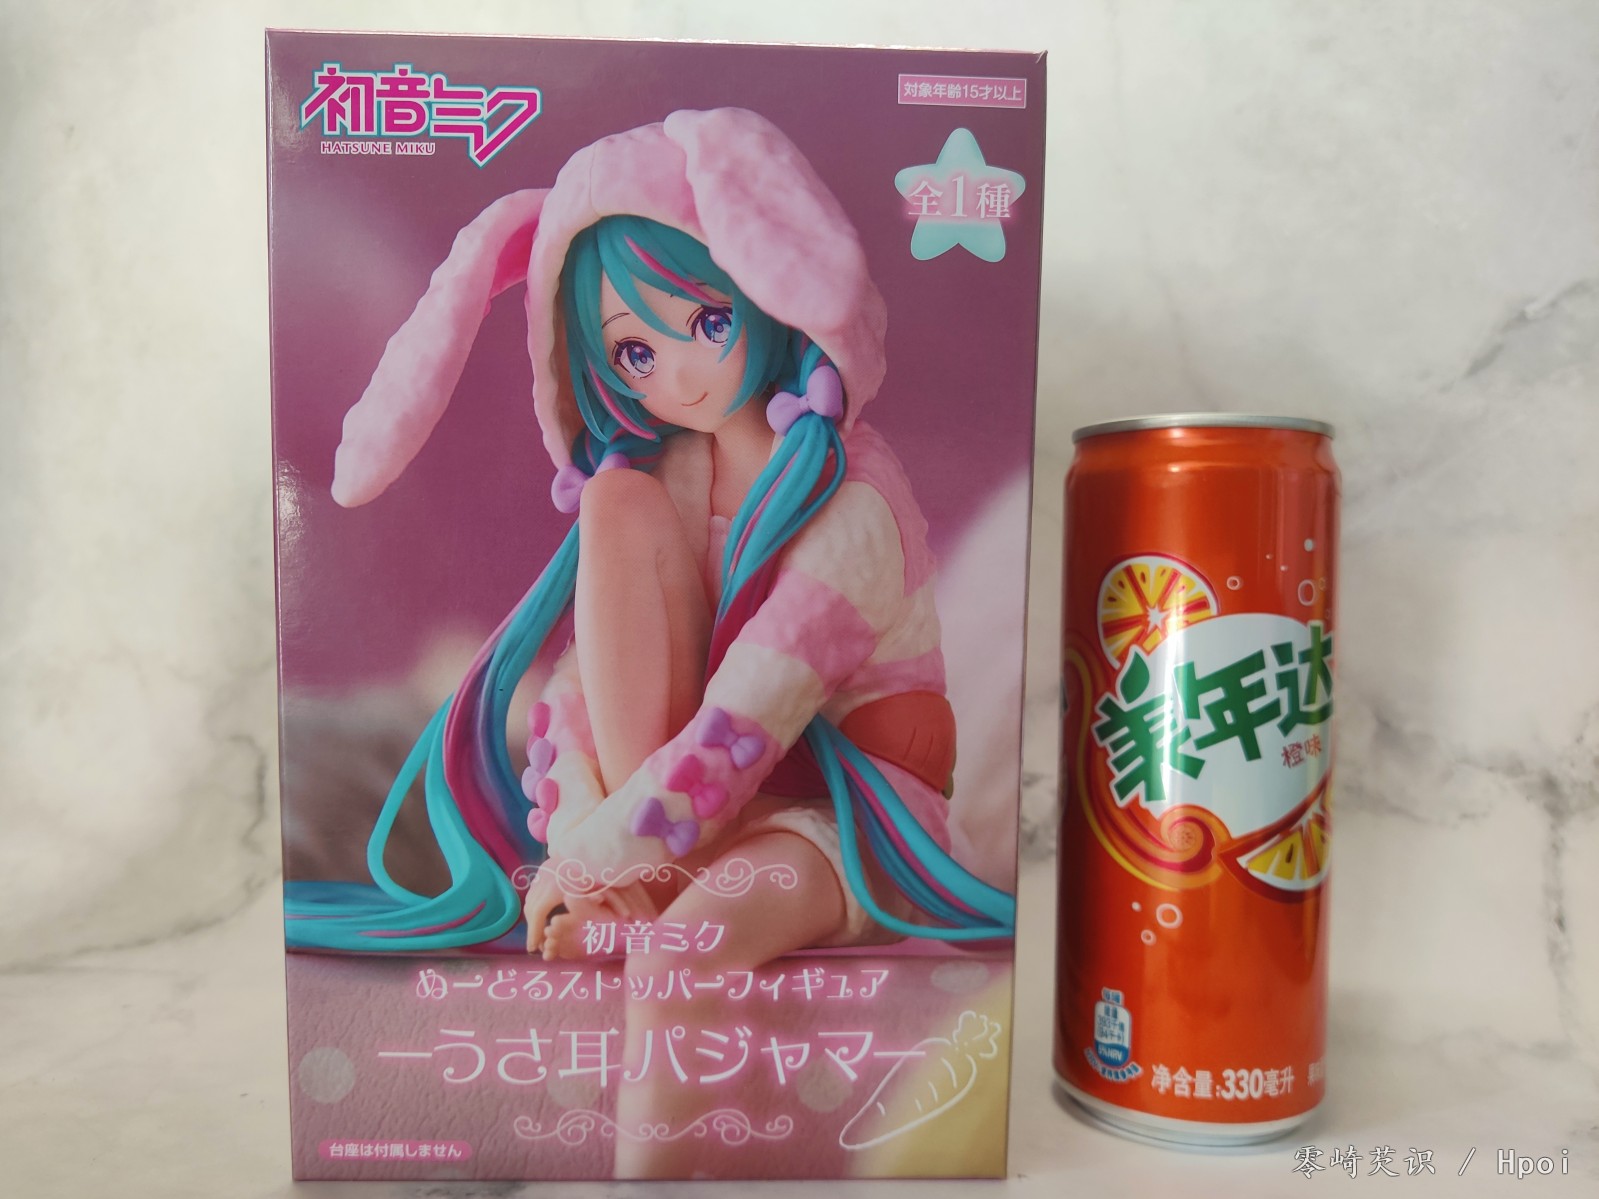 初音ミク
HATSUNE MIKU
対象年齢15才以上
全1種
初音ミク
ぬーどるストッパーフィギュア
―うさ耳パジャマ―
台座は付属しません
美年达
橙味
净含量:330毫升
零崎芡识 / Hpoi